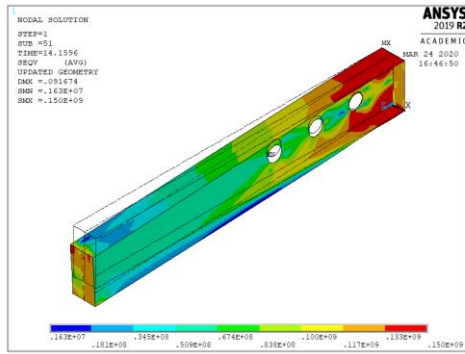 1
NODAL SOLUTION
STEP=1
SUB =51
TIME=14.1596
SEQV (AVG)
UPDATED GEOMETRY
DMX =.091674
SMN =.163E+07
SMX =.150E+09
ANSYS
2019 R2
ACADEMIC
MAR 24 2020
16:46:50
MX
X
.163E+07
.181E+08
.345E+08
.509E+08
.674E+08
.838E+08
.100E+09
.117E+09
.133E+09
.150E+09